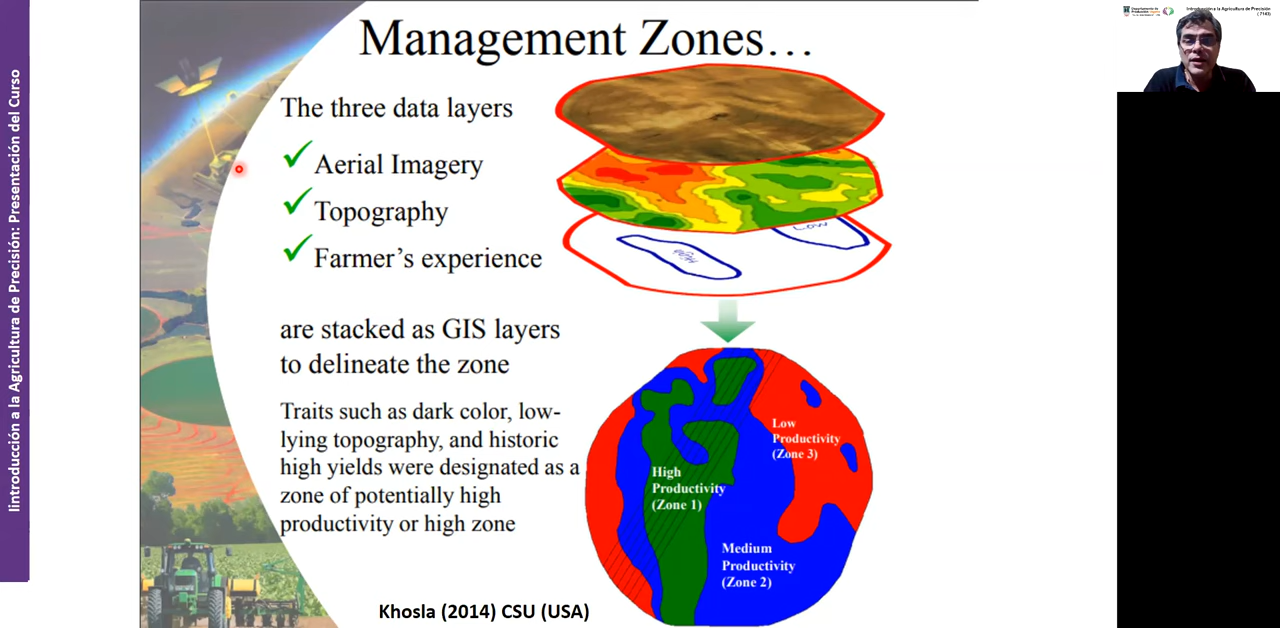 Iintroducción a la Agricultura de Precisión: Presentación del Curso
Management Zones…
The three data layers
Aerial Imagery
Topography
Farmer's experience
are stacked as GIS layers
to delineate the zone
Traits such as dark color, low-
lying topography, and historic
high yields were designated as a
zone of potentially high
productivity or high zone
Khosla (2014) CSU (USA)
High
Low
Low
Productivity
(Zone 3)
High
Productivity
(Zone 1)
Medium
Productivity
(Zone 2)
Introducción a la Agricultura de Precisión
(7143)